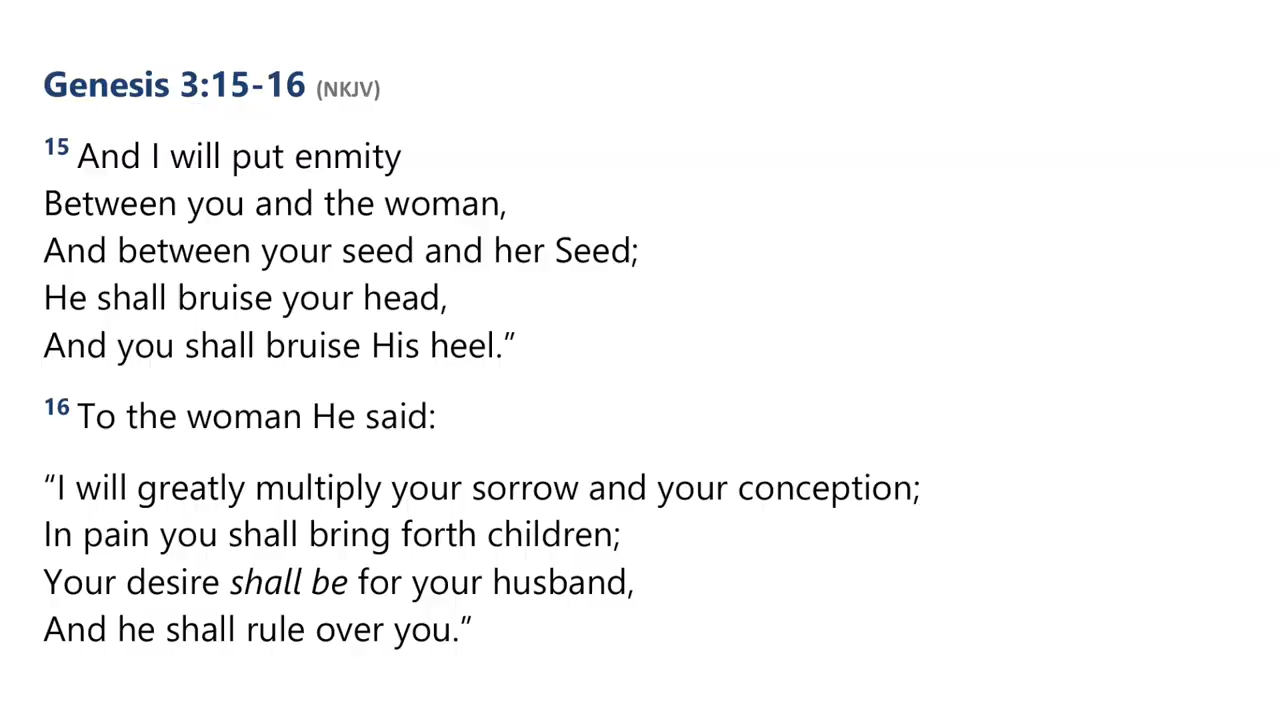 Genesis 3:15-16 (NKJV)
15 And I will put enmity
Between you and the woman,
And between your seed and her Seed;
He shall bruise your head,
And you shall bruise His heel.”
16 To the woman He said:
“I will greatly multiply your sorrow and your conception;
In pain you shall bring forth children;
Your desire shall be for your husband,
And he shall rule over you.”